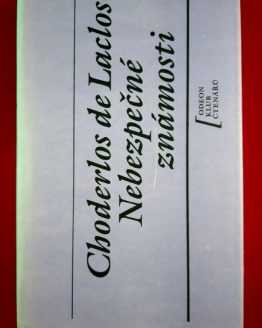 Choderlos de Laclos
Nebezpečné
známosti
ODEON
KLUB
ČTENÁŘŮ